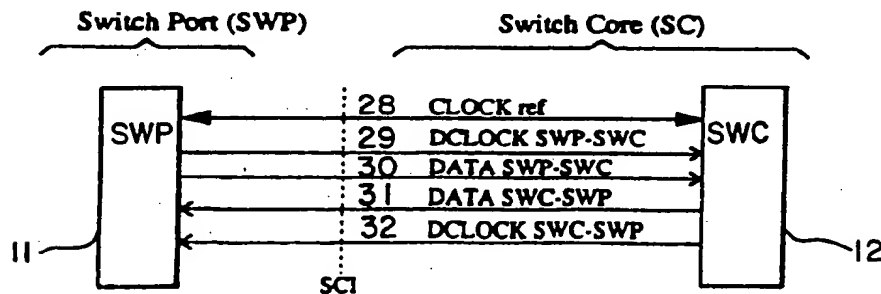 Switch Port (SWP) Switch Core (SC)
SWP 28 CLOCK ref SWC
29 DCLOCK SWP-SWC
30 DATA SWP-SWC
31 DATA SWC-SWP
32 DCLOCK SWC-SWP
11 SCI 12